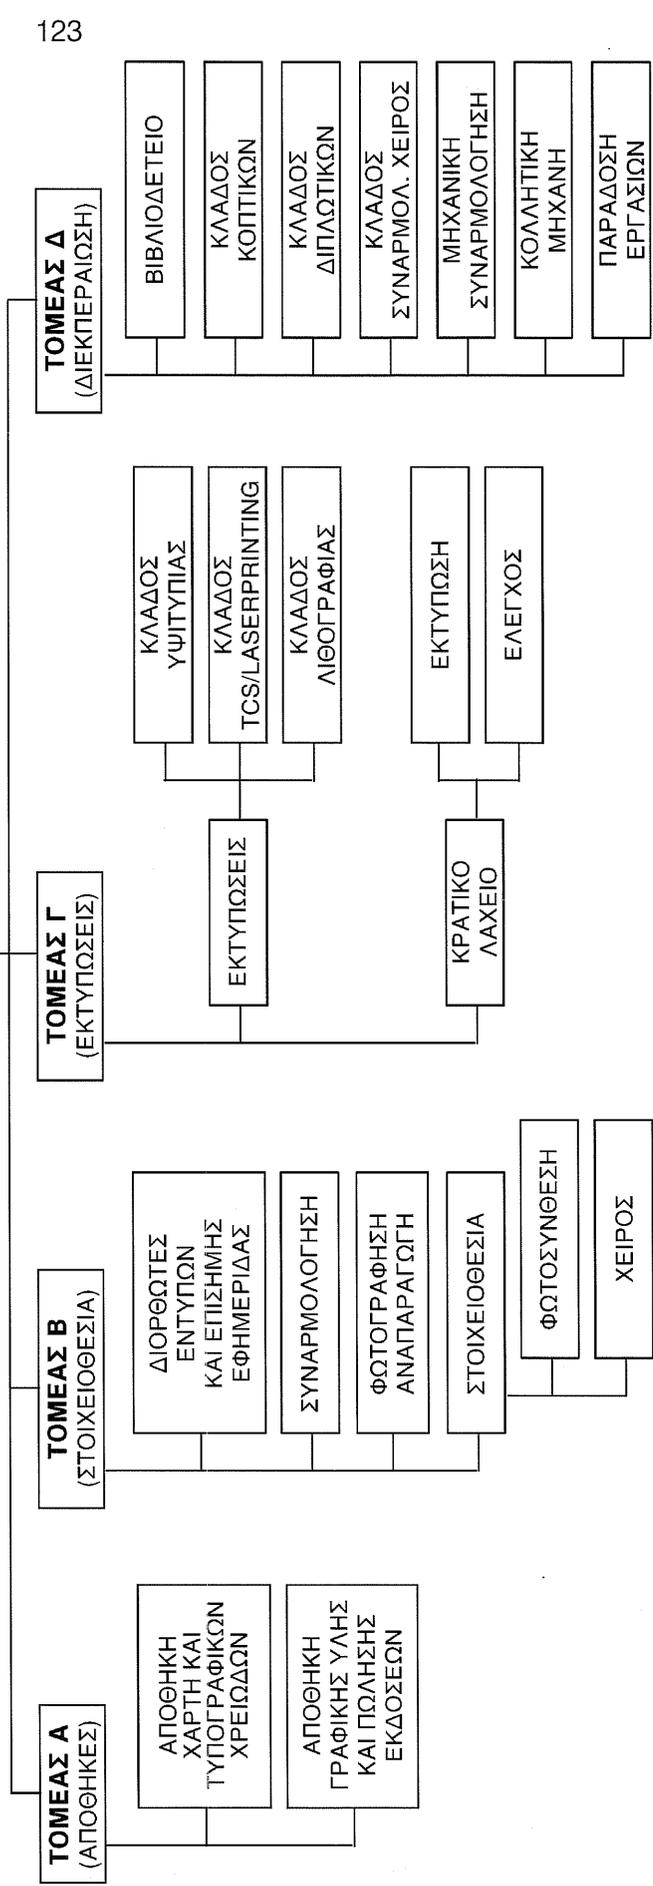 123
ΤΟΜΕΑΣ Α
(ΑΠΟΘΗΚΕΣ)
ΑΠΟΘΗΚΗ
ΧΑΡΤΗ ΚΑΙ
ΤΥΠΟΓΡΑΦΙΚΩΝ
ΧΡΕΙΩΔΩΝ
ΑΠΟΘΗΚΗ
ΓΡΑΦΙΚΗΣ ΥΛΗΣ
ΚΑΙ ΠΩΛΗΣΗΣ
ΕΚΔΟΣΕΩΝ
ΤΟΜΕΑΣ Β
(ΣΤΟΙΧΕΙΟΘΕΣΙΑ)
ΔΙΟΡΘΩΤΕΣ
ΕΝΤΥΠΩΝ
ΚΑΙ ΕΠΙΣΗΜΗΣ
ΕΦΗΜΕΡΙΔΑΣ
ΣΥΝΑΡΜΟΛΟΓΗΣΗ
ΦΩΤΟΓΡΑΦΗΣΗ
ΑΝΑΠΑΡΑΓΩΓΗ
ΣΤΟΙΧΕΙΟΘΕΣΙΑ
ΦΩΤΟΣΥΝΘΕΣΗ
ΧΕΙΡΟΣ
ΤΟΜΕΑΣ Γ
(ΕΚΤΥΠΩΣΕΙΣ)
ΕΚΤΥΠΩΣΕΙΣ
ΚΛΑΔΟΣ
ΥΨΙΤΥΠΙΑΣ
ΚΛΑΔΟΣ
TCS/LASERPRINTING
ΚΛΑΔΟΣ
ΛΙΘΟΓΡΑΦΙΑΣ
ΚΡΑΤΙΚΟ
ΛΑΧΕΙΟ
ΕΚΤΥΠΩΣΗ
ΕΛΕΓΧΟΣ
ΤΟΜΕΑΣ Δ
(ΔΙΕΚΠΕΡΑΙΩΣΗ)
ΒΙΒΛΙΟΔΕΤΕΙΟ
ΚΛΑΔΟΣ
ΚΟΠΤΙΚΩΝ
ΚΛΑΔΟΣ
ΔΙΠΛΩΤΙΚΩΝ
ΚΛΑΔΟΣ
ΣΥΝΑΡΜΟΛ. ΧΕΙΡΟΣ
ΜΗΧΑΝΙΚΗ
ΣΥΝΑΡΜΟΛΟΓΗΣΗ
ΚΟΛΛΗΤΙΚΗ
ΜΗΧΑΝΗ
ΠΑΡΑΔΟΣΗ
ΕΡΓΑΣΙΩΝ